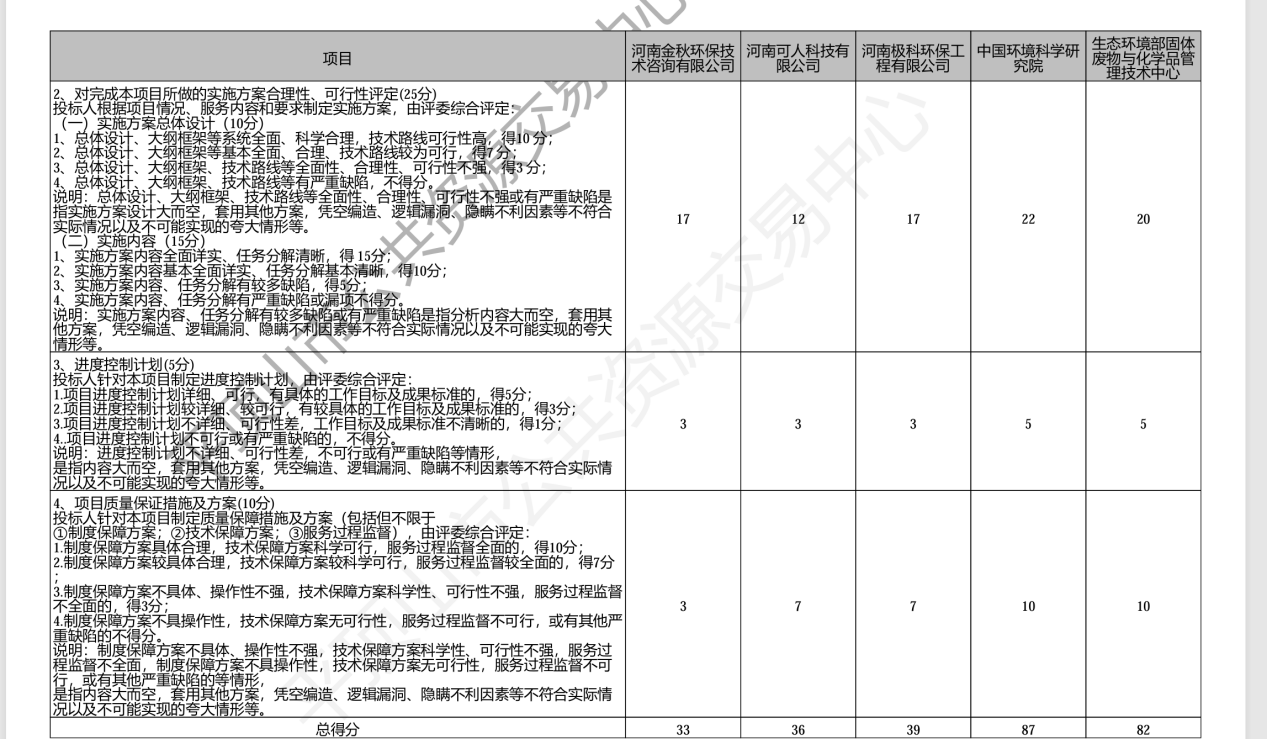 项目
河南金秋环保技
术咨询有限公司
河南可人科技有
限公司
河南极科环保工
程有限公司
中国环境科学研
究院
生态环境部固体
废物与化学品管
理技术中心
2、对完成本项目所做的实施方案合理性、可行性评定(25分)
投标人根据项目情况、服务内容和要求制定实施方案，由评委综合评定：
（一）实施方案总体设计（10分）
1、总体设计、大纲框架等系统全面、科学合理，技术路线可行性高，得10 分；
2、总体设计、大纲框架等基本全面、合理、技术路线较为可行，得7 分；
3、总体设计、大纲框架、技术路线等全面性、合理性、可行性不强，得3 分；
4、总体设计、大纲框架、技术路线等有严重缺陷，不得分。
说明：总体设计、大纲框架、技术路线等全面性、合理性、可行性不强或有严重缺陷是
指实施方案设计大而空，套用其他方案，凭空编造、逻辑漏洞、隐瞒不利因素等不符合
实际情况以及不可能实现的夸大情形等。
（二）实施内容（15分）
1、实施方案内容全面详实、任务分解清晰，得 15分；
2、实施方案内容基本全面详实、任务分解基本清晰，得10分；
3、实施方案内容、任务分解有较多缺陷，得5分；
4、实施方案内容、任务分解有严重缺陷或漏项不得分。
说明：实施方案内容、任务分解有较多缺陷或有严重缺陷是指分析内容大而空，套用其
他方案，凭空编造、逻辑漏洞、隐瞒不利因素等不符合实际情况以及不可能实现的夸大
情形等。
17
12
17
22
20
3、进度控制计划(5分)
投标人针对本项目制定进度控制计划，由评委综合评定：
1.项目进度控制计划详细、可行、有具体的工作目标及成果标准的，得5分；
2.项目进度控制计划较详细、较可行，有较具体的工作目标及成果标准的，得3分；
3.项目进度控制计划不详细、可行性差，工作目标及成果标准不清晰的，得1分；
4..项目进度控制计划不可行或有严重缺陷的，不得分。
说明：进度控制计划不详细、可行性差，不可行或有严重缺陷等情形，
是指内容大而空，套用其他方案，凭空编造、逻辑漏洞、隐瞒不利因素等不符合实际情
况以及不可能实现的夸大情形等。
3
3
3
5
5
4、项目质量保证措施及方案(10分)
投标人针对本项目制定质量保障措施及方案（包括但不限于
①制度保障方案；②技术保障方案；③服务过程监督），由评委综合评定：
1.制度保障方案具体合理，技术保障方案科学可行，服务过程监督全面的，得10分；
2.制度保障方案较具体合理，技术保障方案较科学可行，服务过程监督较全面的，得7分
；
3.制度保障方案不具体、操作性不强，技术保障方案科学性、可行性不强，服务过程监督
不全面的，得3分；
4.制度保障方案不具操作性，技术保障方案无可行性，服务过程监督不可行，或有其他严
重缺陷的不得分。
说明：制度保障方案不具体、操作性不强，技术保障方案科学性、可行性不强，服务过
程监督不全面，制度保障方案不具操作性，技术保障方案无可行性，服务过程监督不可
行，或有其他严重缺陷的等情形，
是指内容大而空，套用其他方案，凭空编造、逻辑漏洞、隐瞒不利因素等不符合实际情
况以及不可能实现的夸大情形等。
3
7
7
10
10
总得分
33
36
39
87
82
平顶山市公共资源交易中心
平顶山市公共资源交易中心